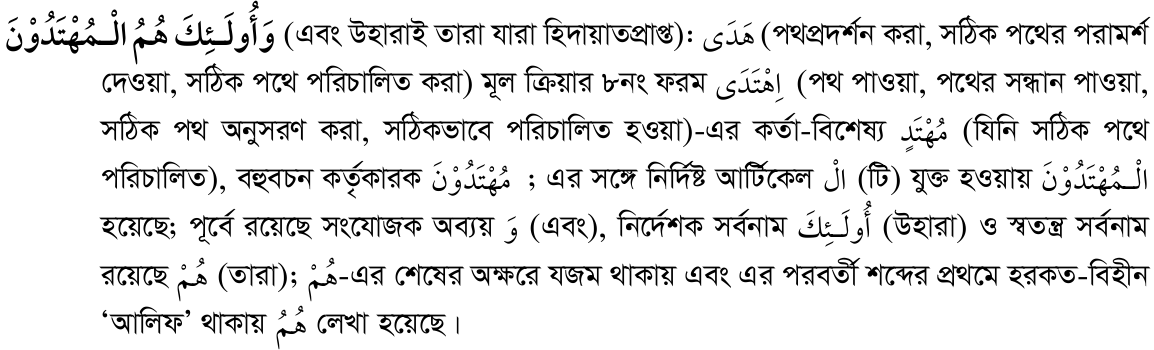 وَأُولَـئِكَ هُمُ الْـمُهْتَدُوْنَ (এবং উহারাই তারা যারা হিদায়াতপ্রাপ্ত): هَدَى (পথপ্রদর্শন করা, সঠিক পথের পরামর্শ
দেওয়া, সঠিক পথে পরিচালিত করা) মূল ক্রিয়ার ৮নং ফরম اِهْتَدَى (পথ পাওয়া, পথের সন্ধান পাওয়া,
সঠিক পথ অনুসরণ করা, সঠিকভাবে পরিচালিত হওয়া)-এর কর্তা-বিশেষ্য مُهْتَدٍ (যিনি সঠিক পথে
পরিচালিত), বহুবচন কর্তৃকারক مُهْتَدُوْنَ ; এর সঙ্গে নির্দিষ্ট আর্টিকেল الْ (টি) যুক্ত হওয়ায় الْـمُهْتَدُوْنَ
হয়েছে; পূর্বে রয়েছে সংযোজক অব্যয় وَ (এবং), নির্দেশক সর্বনাম أُولَـئِكَ (উহারা) ও স্বতন্ত্র সর্বনাম
রয়েছে هُمْ (তারা); هُمْ-এর শেষের অক্ষরে যজম থাকায় এবং এর পরবর্তী শব্দের প্রথমে হরকত-বিহীন
‘আলিফ’ থাকায় هُمُ লেখা হয়েছে।